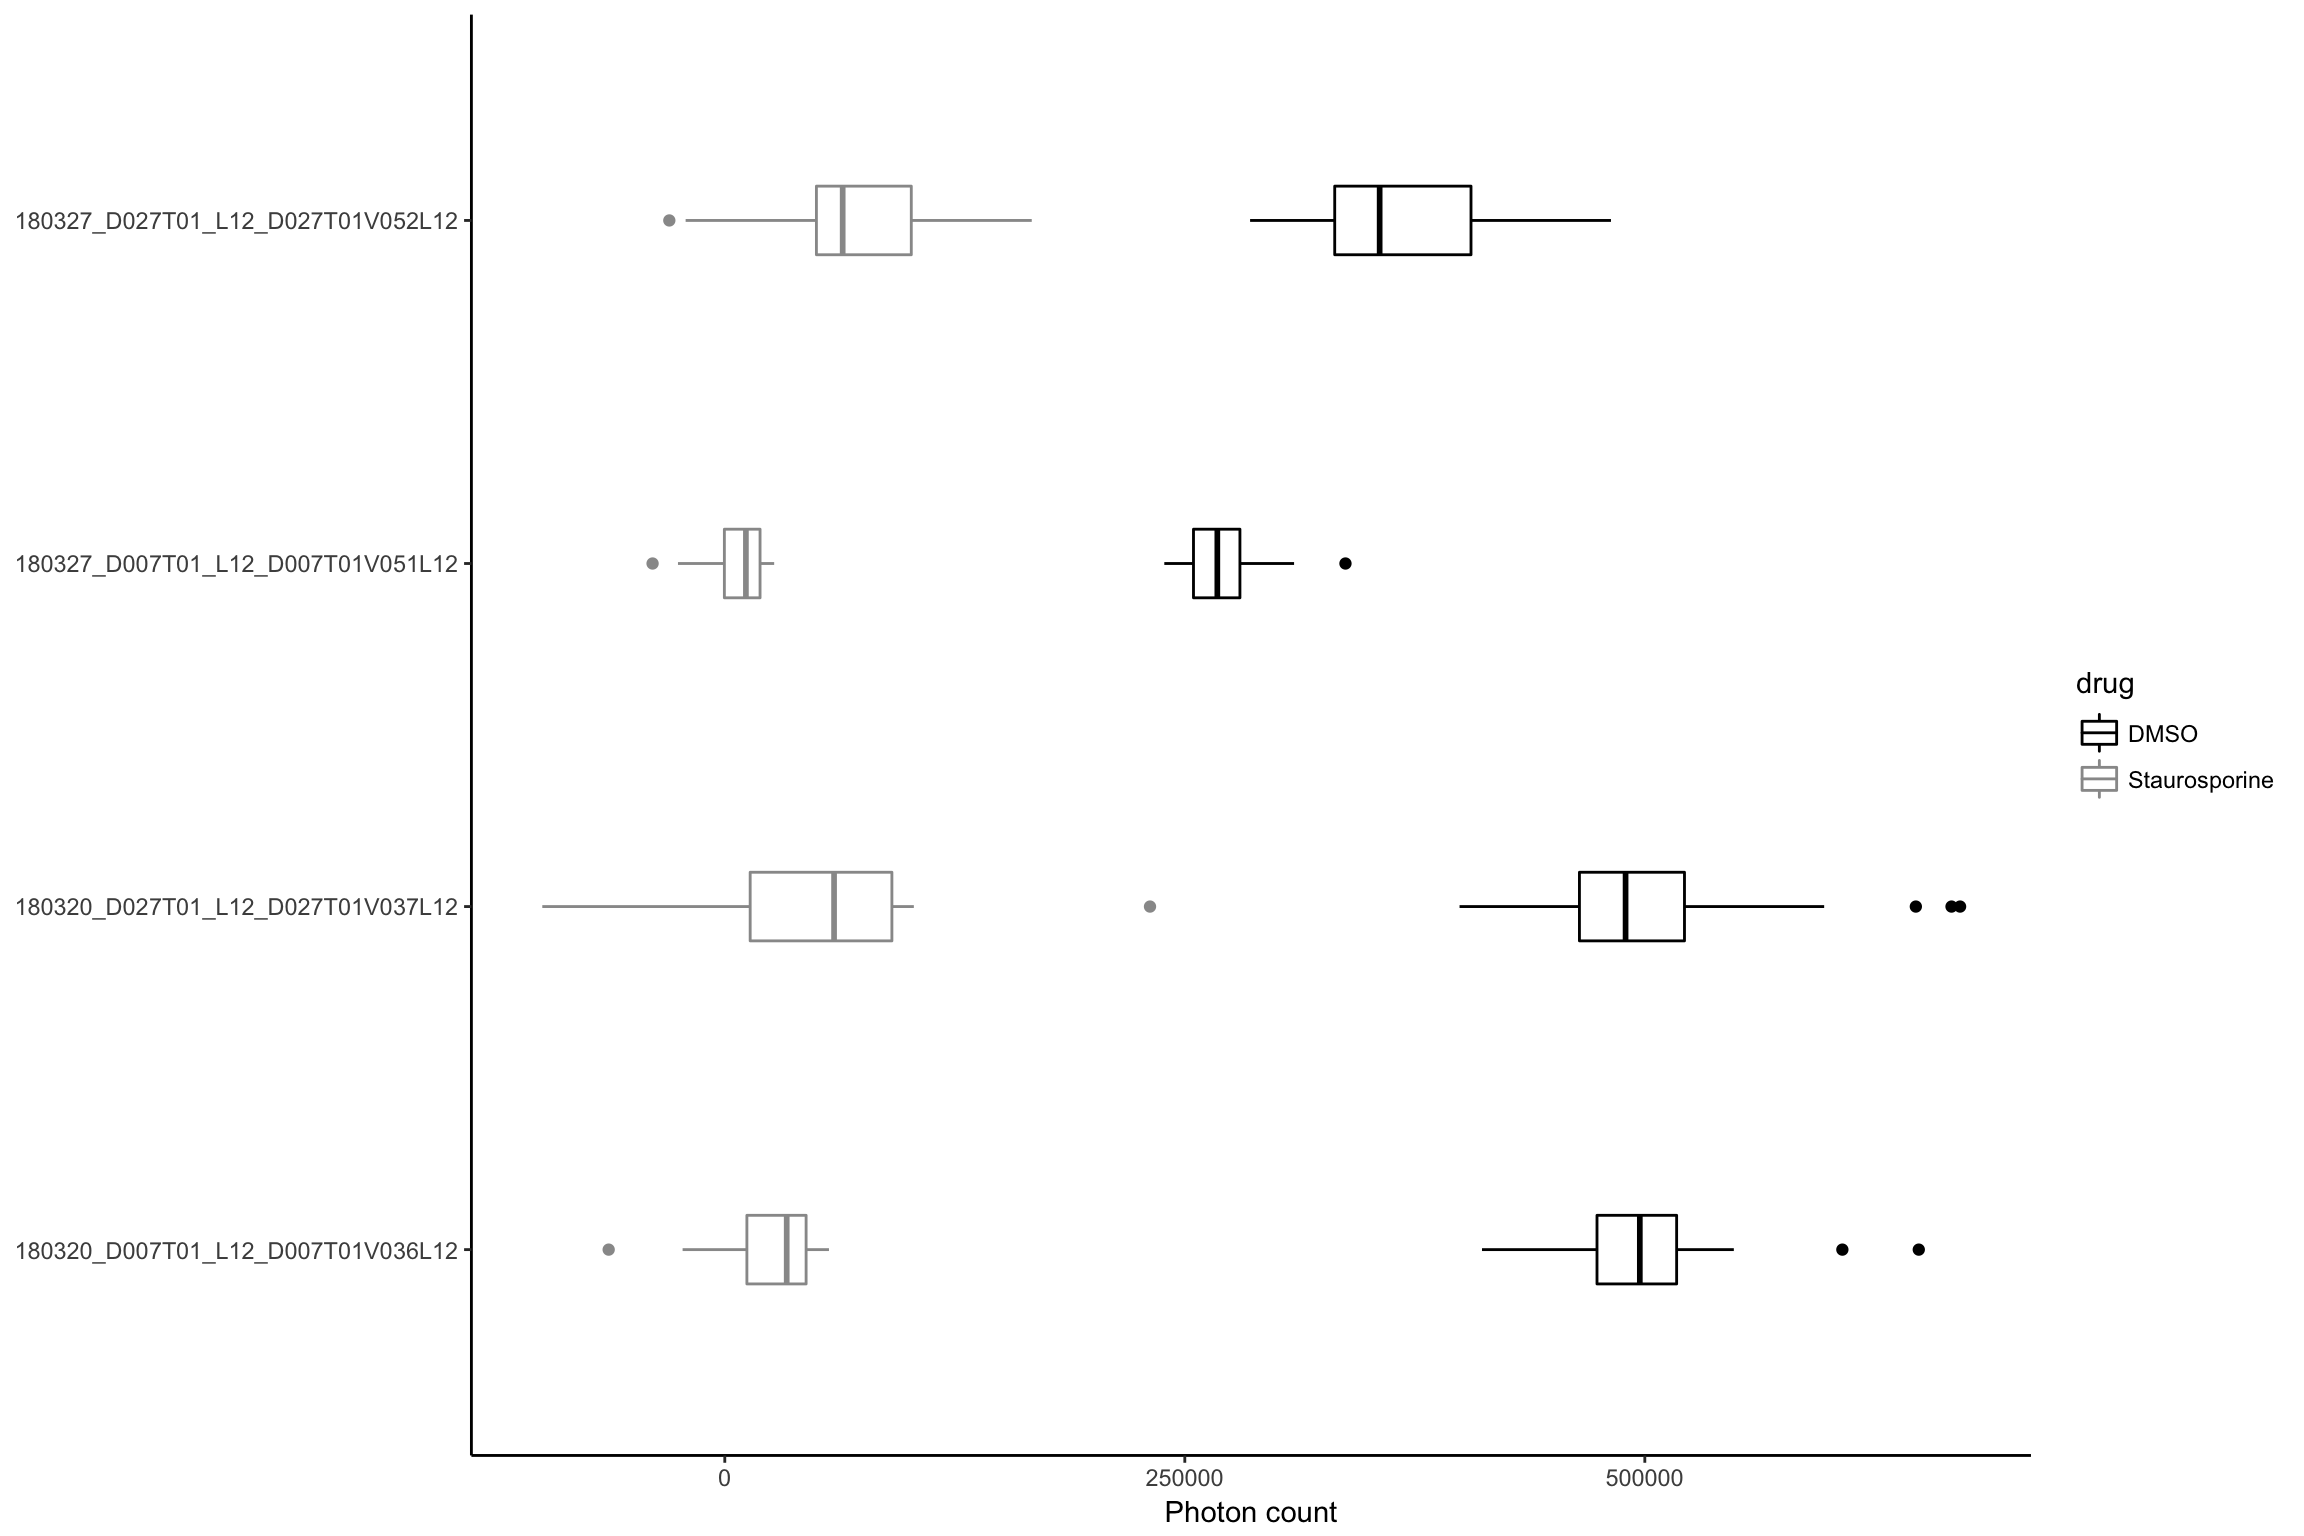 180327_D027T01_L12_D027T01V052L12
180327_D007T01_L12_D007T01V051L12
180320_D027T01_L12_D027T01V037L12
180320_D007T01_L12_D007T01V036L12
0 250000 500000
Photon count
drug
DMSO
Staurosporine